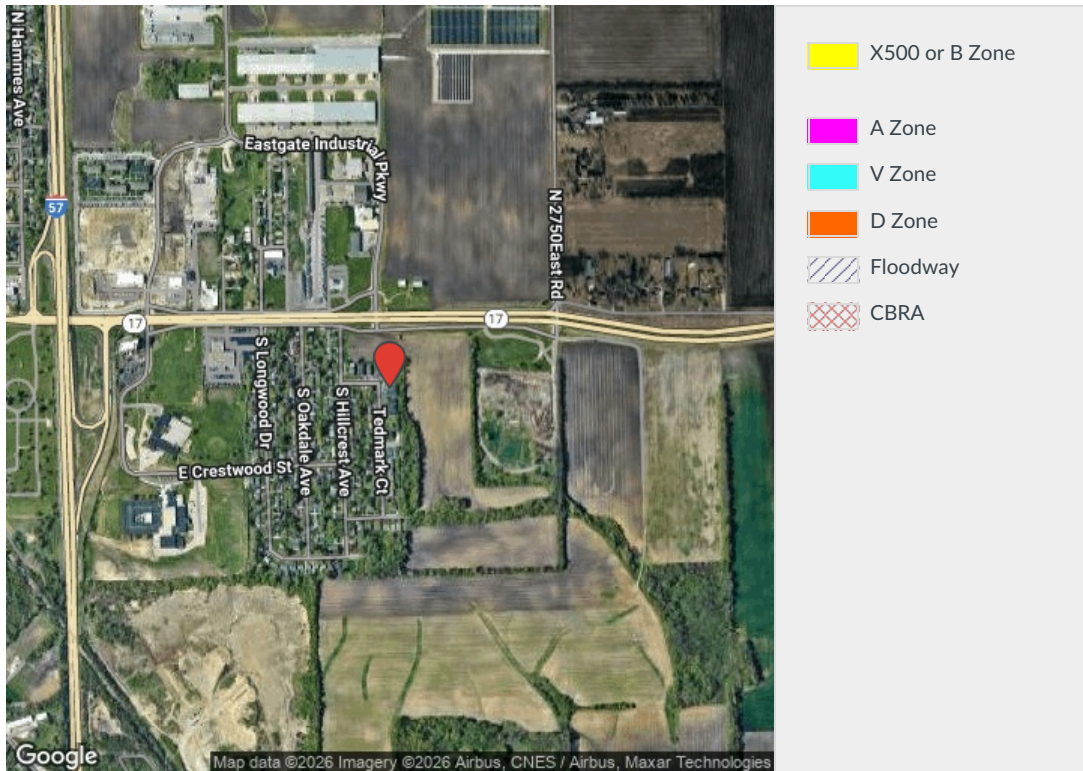 N Hammes Ave
57
Eastgate Industrial Pkwy
N 2750East Rd
17
17
S Longwood Dr
S Oakdale Ave
S Hillcrest Ave
Tedmark Ct
E Crestwood St
Google
Map data ©2026 Imagery ©2026 Airbus, CNES / Airbus, Maxar Technologies
X500 or B Zone
A Zone
V Zone
D Zone
Floodway
CBRA